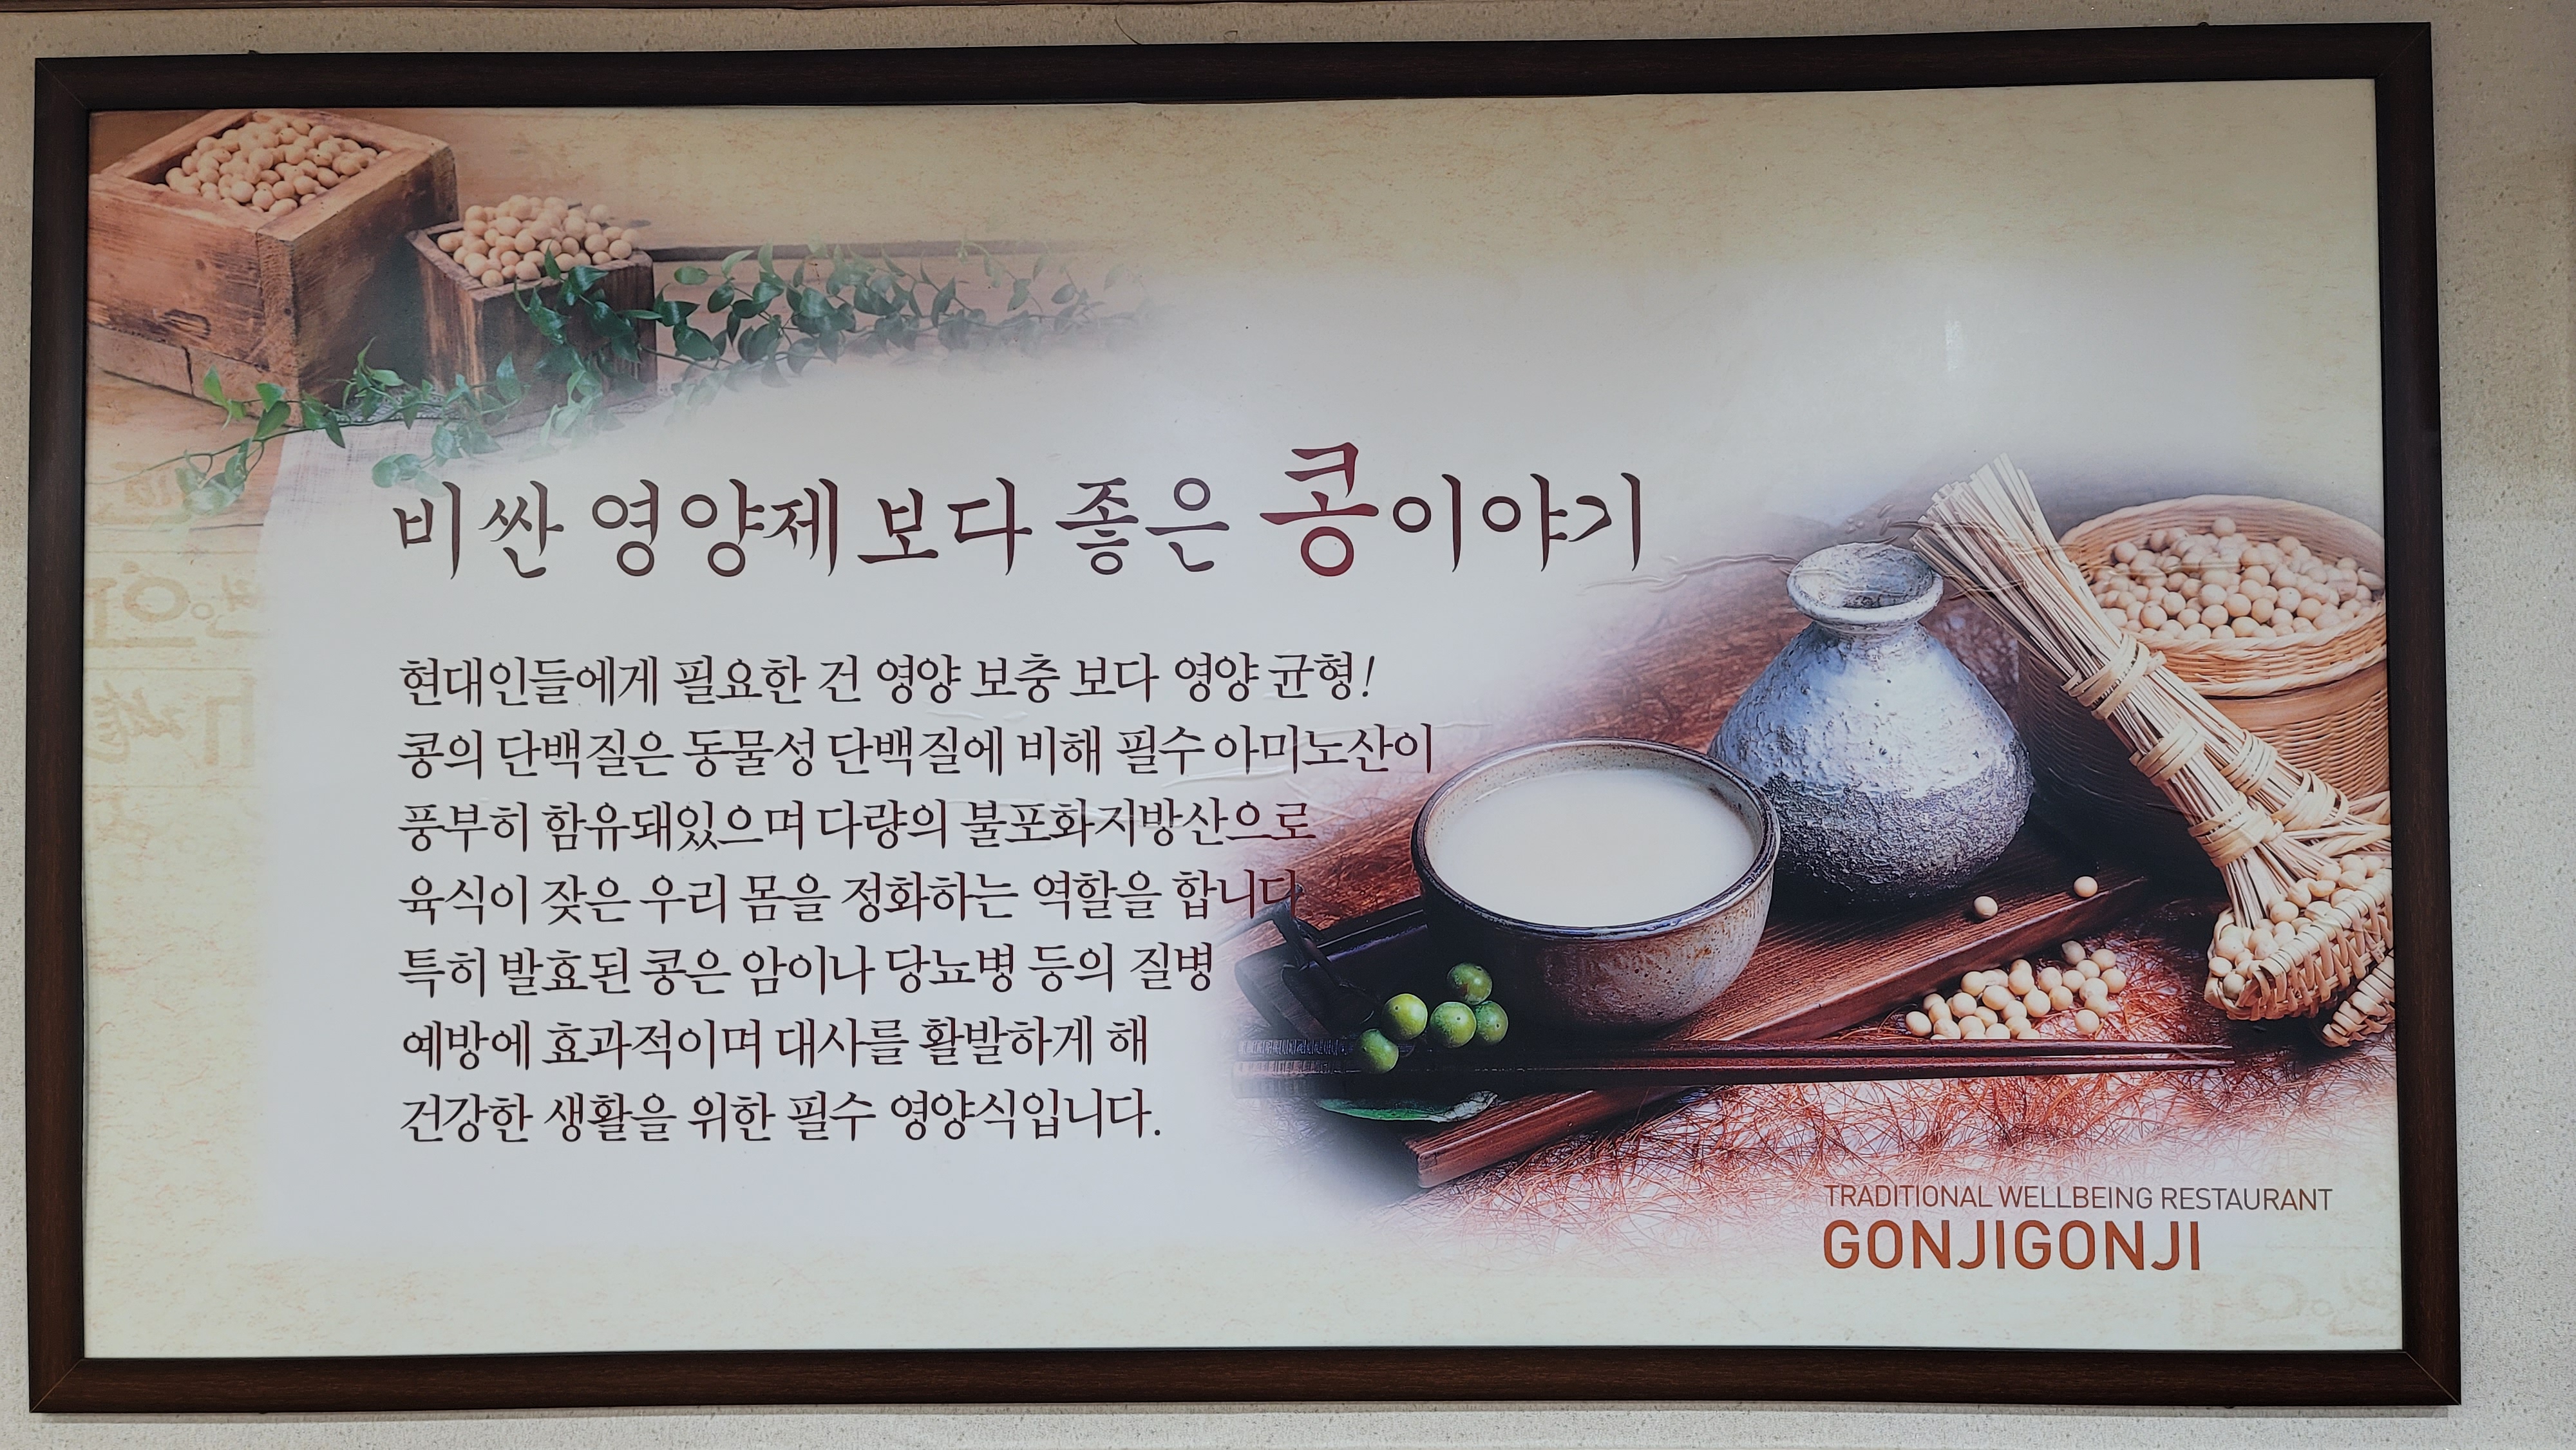 비싼 영양제보다 좋은 콩이야기
현대인들에게 필요한 건 영양 보충 보다 영양 균형!
콩의 단백질은 동물성 단백질에 비해 필수 아미노산이
풍부히 함유돼있으며 다량의 불포화지방산으로
육식이 잦은 우리 몸을 정화하는 역할을 합니다
특히 발효된 콩은 암이나 당뇨병 등의 질병
예방에 효과적이며 대사를 활발하게 해
건강한 생활을 위한 필수 영양식입니다.
TRADITIONAL WELLBEING RESTAURANT
GONJIGONJI